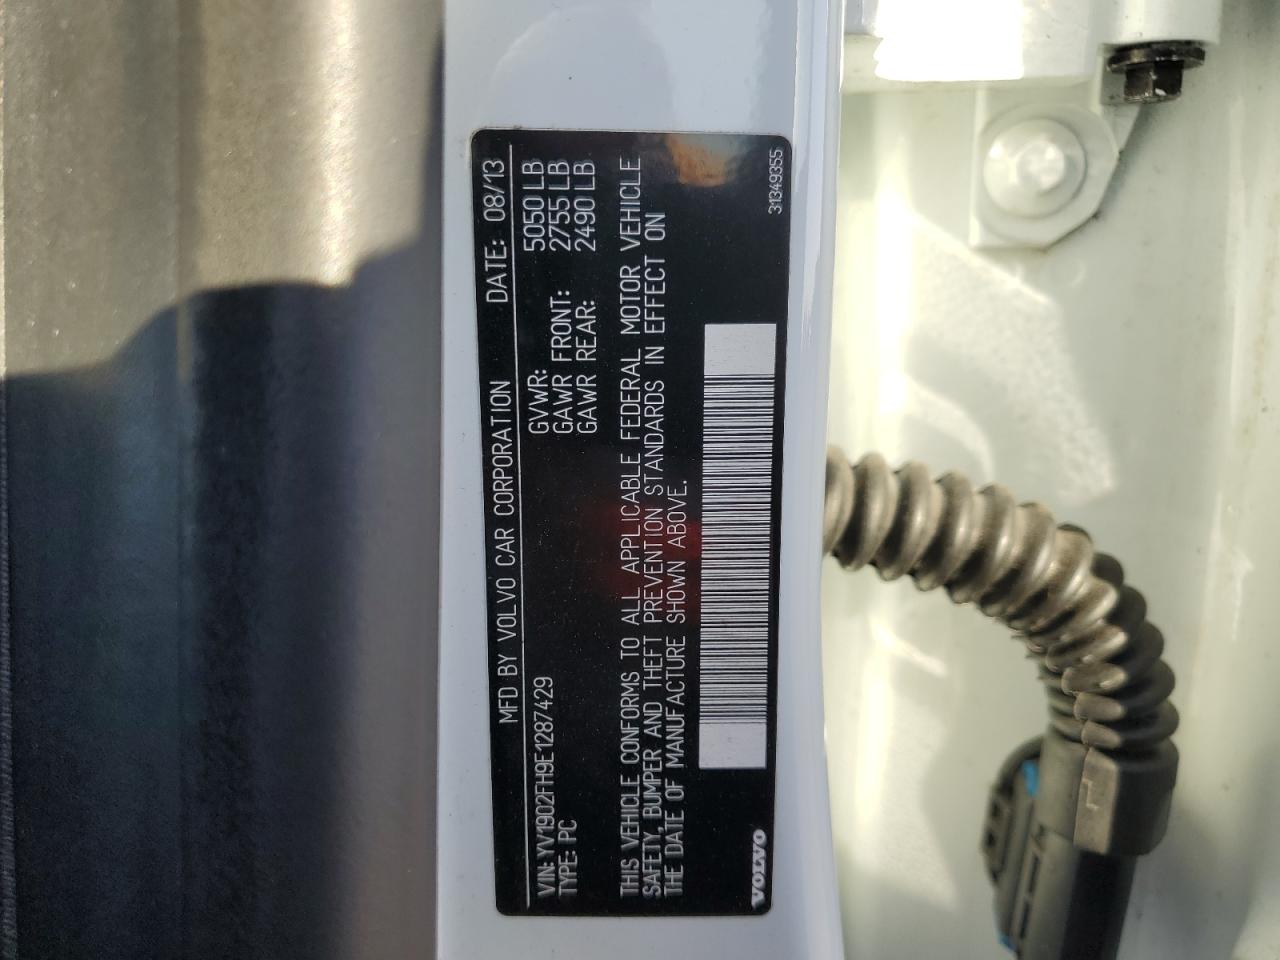 MFD BY VOLVO CAR CORPORATION DATE: 08/13
GVWR: 5050 LB
GAWR FRONT: 2755 LB
GAWR REAR: 2490 LB
VIN: YV1902FH9E1287429
TYPE: PC
THIS VEHICLE CONFORMS TO ALL APPLICABLE FEDERAL MOTOR VEHICLE
SAFETY, BUMPER AND THEFT PREVENTION STANDARDS IN EFFECT ON
THE DATE OF MANUFACTURE SHOWN ABOVE.
VOLVO
31349355